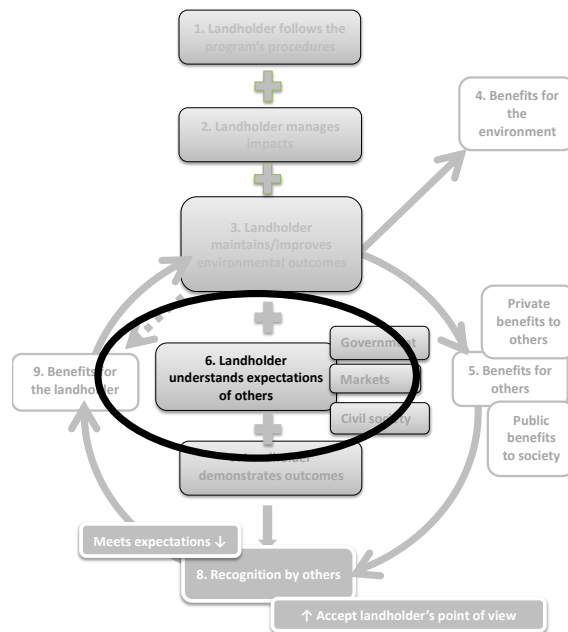 1. Landholder follows the
program's procedures
2. Landholder manages
impacts
4. Benefits for
the
environment
3. Landholder
maintains/improves
environmental outcomes
Private
benefits to
others
Government
6. Landholder
understands expectations
of others
Markets
9. Benefits for
the landholder
5. Benefits for
others
Civil society
Public
benefits
to society
Landholder
demonstrates outcomes
Meets expectations ↓
8. Recognition by others
↑ Accept landholder's point of view